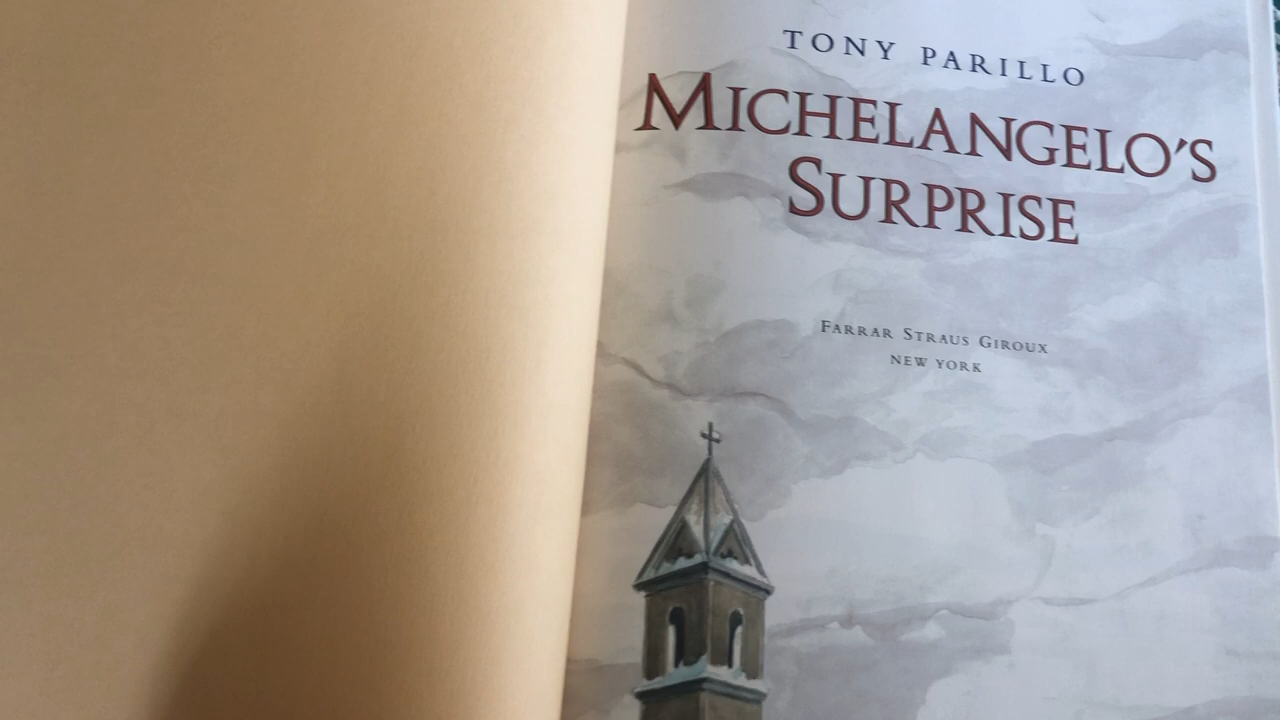 TONY PARILLO
MICHELANGELO'S
SURPRISE
FARRAR STRAUS GIROUX
NEW YORK